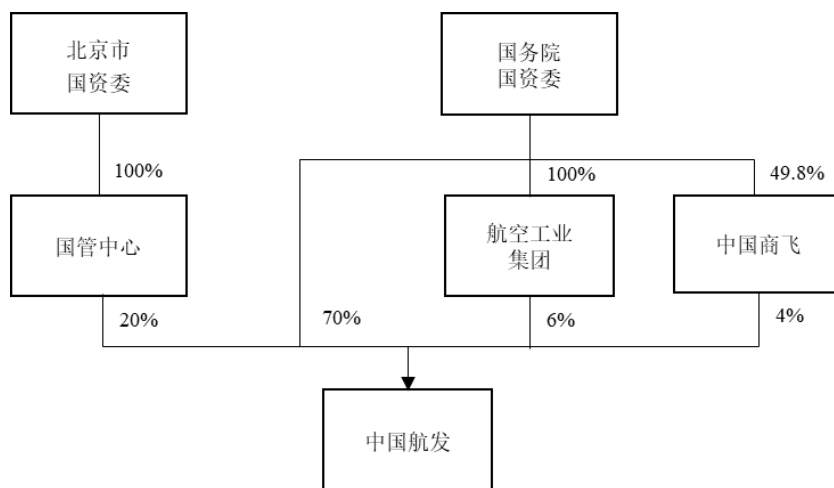 北京市
国资委
国务院
国资委
100%
100%
49.8%
国管中心
航空工业
集团
中国商飞
20%
70%
6%
4%
中国航发